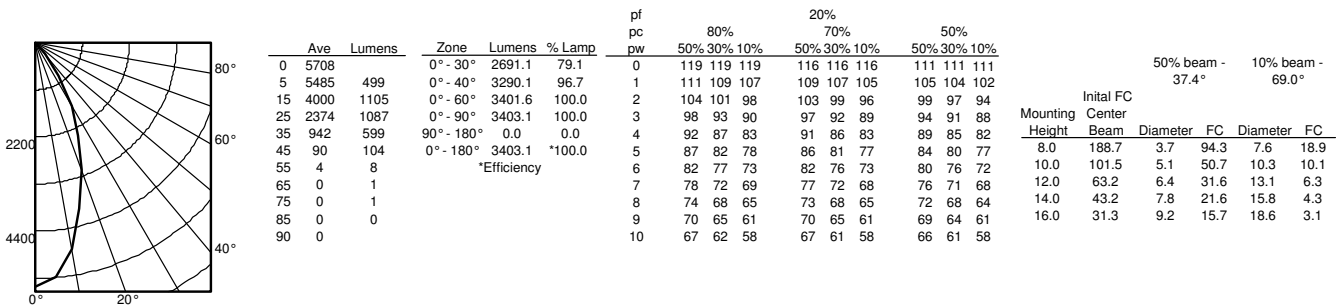 80°
60°
40°
2200
4400
0° 20°
Ave Lumens
0 5708
5 5485 499
15 4000 1105
25 2374 1087
35 942 599
45 90 104
55 4 8
65 0 1
75 0 1
85 0 0
90 0
Zone Lumens % Lamp
0° - 30° 2691.1 79.1
0° - 40° 3290.1 96.7
0° - 60° 3401.6 100.0
0° - 90° 3403.1 100.0
90° - 180° 0.0 0.0
0° - 180° 3403.1 *100.0
*Efficiency
pf 20%
pc 80% 70% 50%
pw 50% 30% 10% 50% 30% 10% 50% 30% 10%
0 119 119 119 116 116 116 111 111 111
1 111 109 107 109 107 105 105 104 102
2 104 101 98 103 99 96 99 97 94
3 98 93 90 97 92 89 94 91 88
4 92 87 83 91 86 83 89 85 82
5 87 82 78 86 81 77 84 80 77
6 82 77 73 82 76 73 80 76 72
7 78 72 69 77 72 68 76 71 68
8 74 68 65 73 68 65 72 68 64
9 70 65 61 70 65 61 69 64 61
10 67 62 58 67 61 58 66 61 58
50% beam - 10% beam -
37.4° 69.0°
Inital FC
Mounting Center
Height Beam Diameter FC Diameter FC
8.0 188.7 3.7 94.3 7.6 18.9
10.0 101.5 5.1 50.7 10.3 10.1
12.0 63.2 6.4 31.6 13.1 6.3
14.0 43.2 7.8 21.6 15.8 4.3
16.0 31.3 9.2 15.7 18.6 3.1